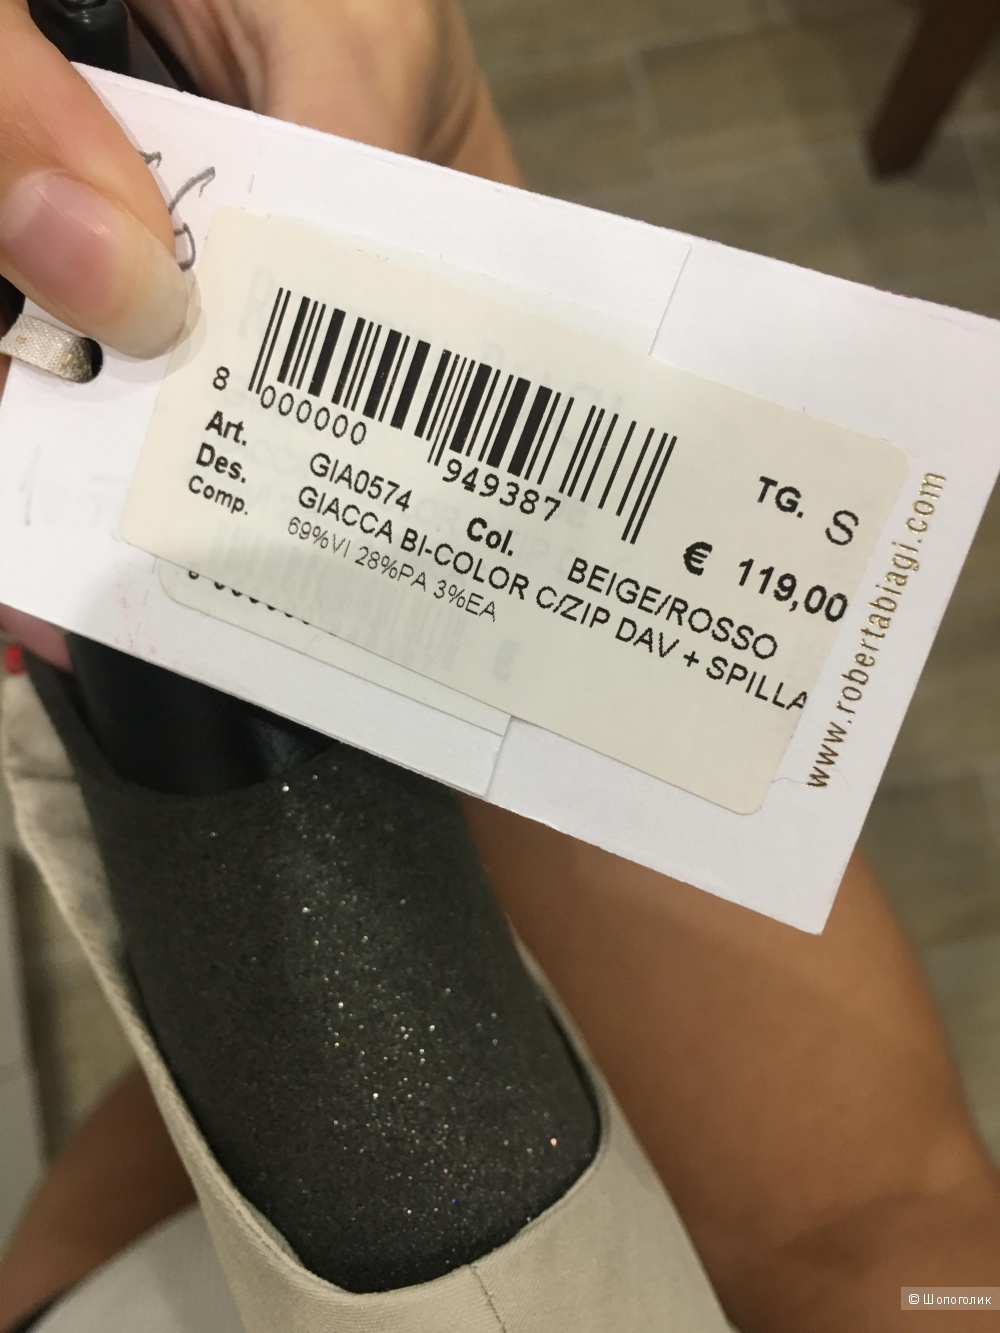 8 000000 949387
TG. S
Art. GIA0574 Col. BEIGE/ROSSO € 119,00
Des. GIACCA BI-COLOR C/ZIP DAV + SPILLA
Comp. 69%VI 28%PA 3%EA
www.robertabiagi.com
© Шопоголик